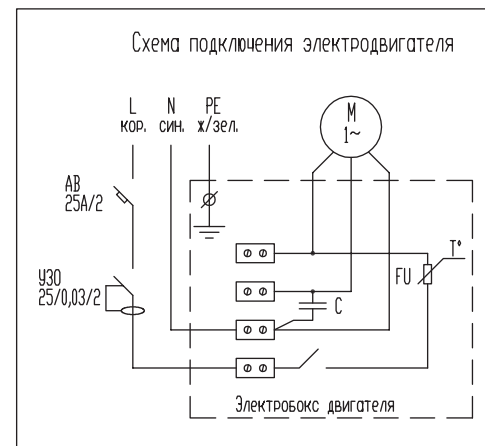 Схема подключения электродвигателя
L N PE
кор. син. ж/зел.
М
1~
АВ
25А/2
УЗО
25/0,03/2
FU
T°
C
Электробокс двигателя